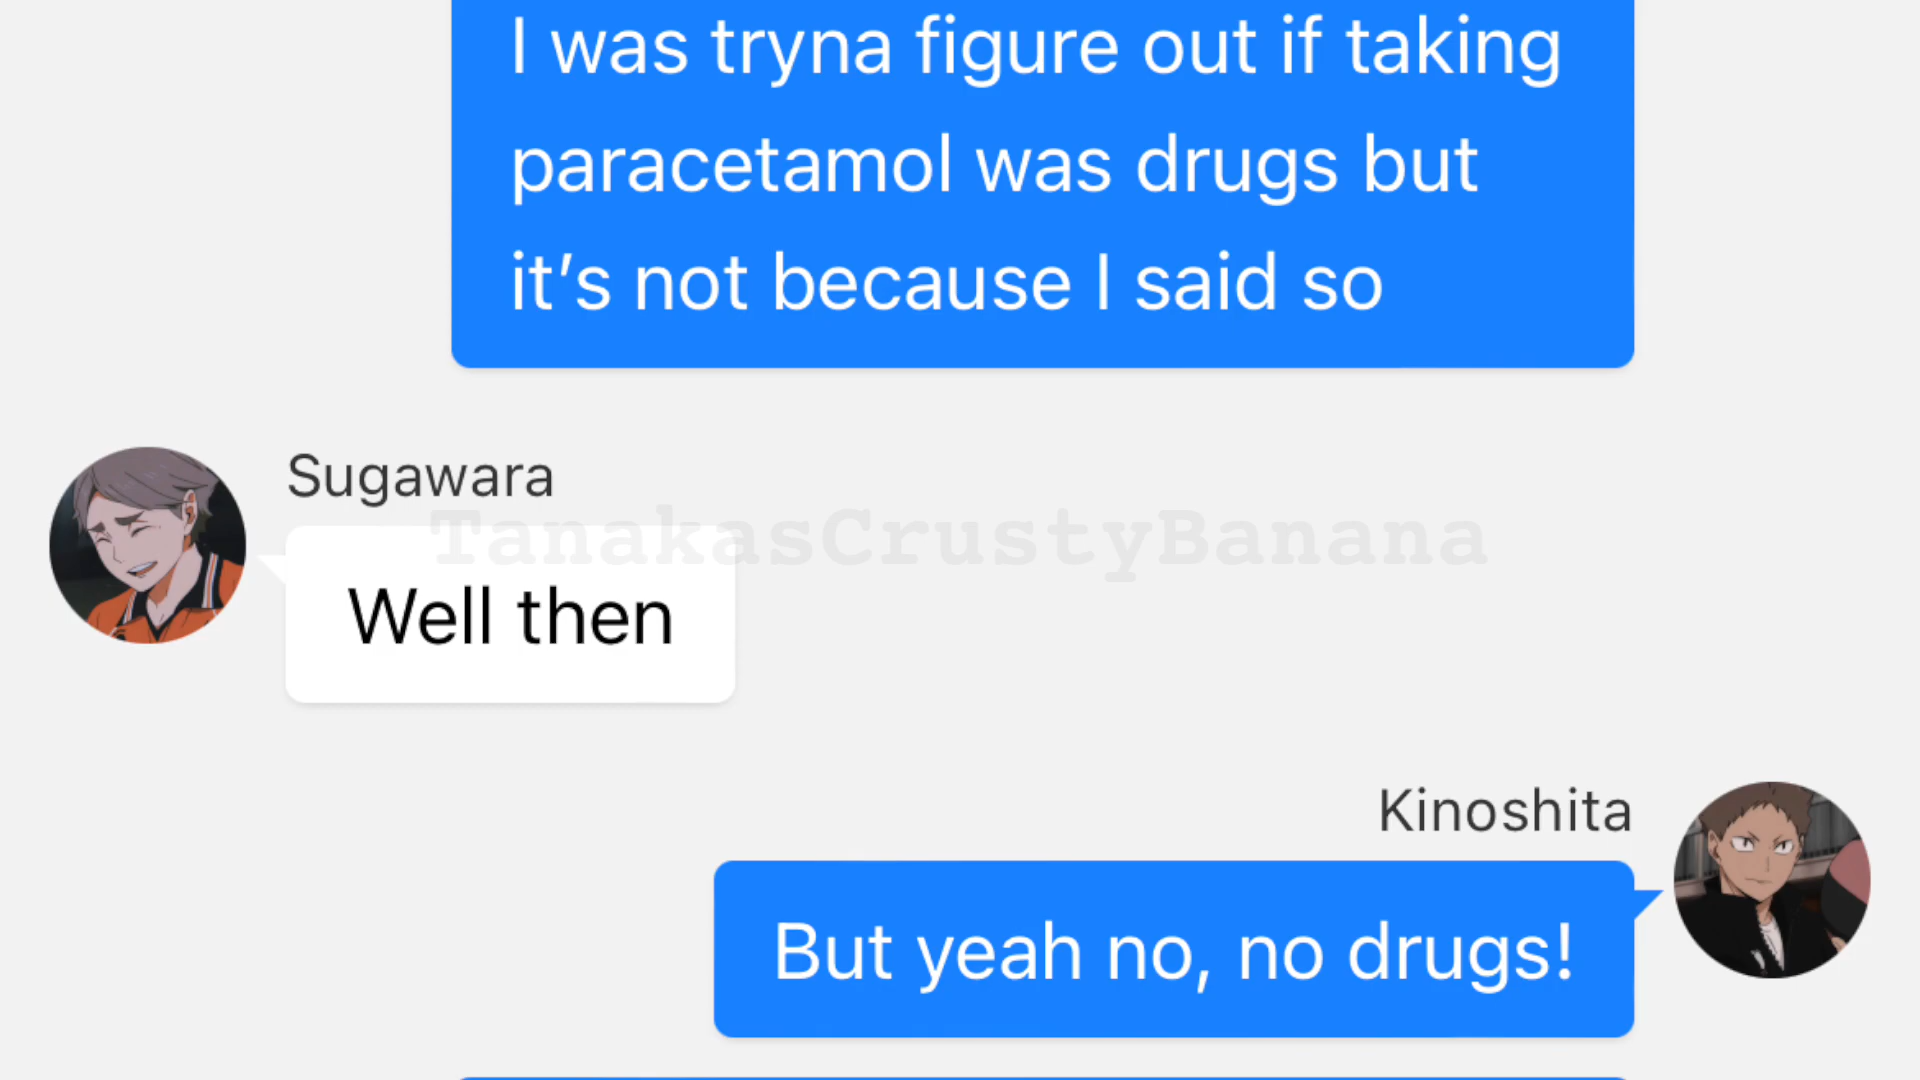 I was tryna figure out if taking
paracetamol was drugs but
it’s not because I said so
Sugawara
TanakasCrustyBanana
Well then
Kinoshita
But yeah no, no drugs!